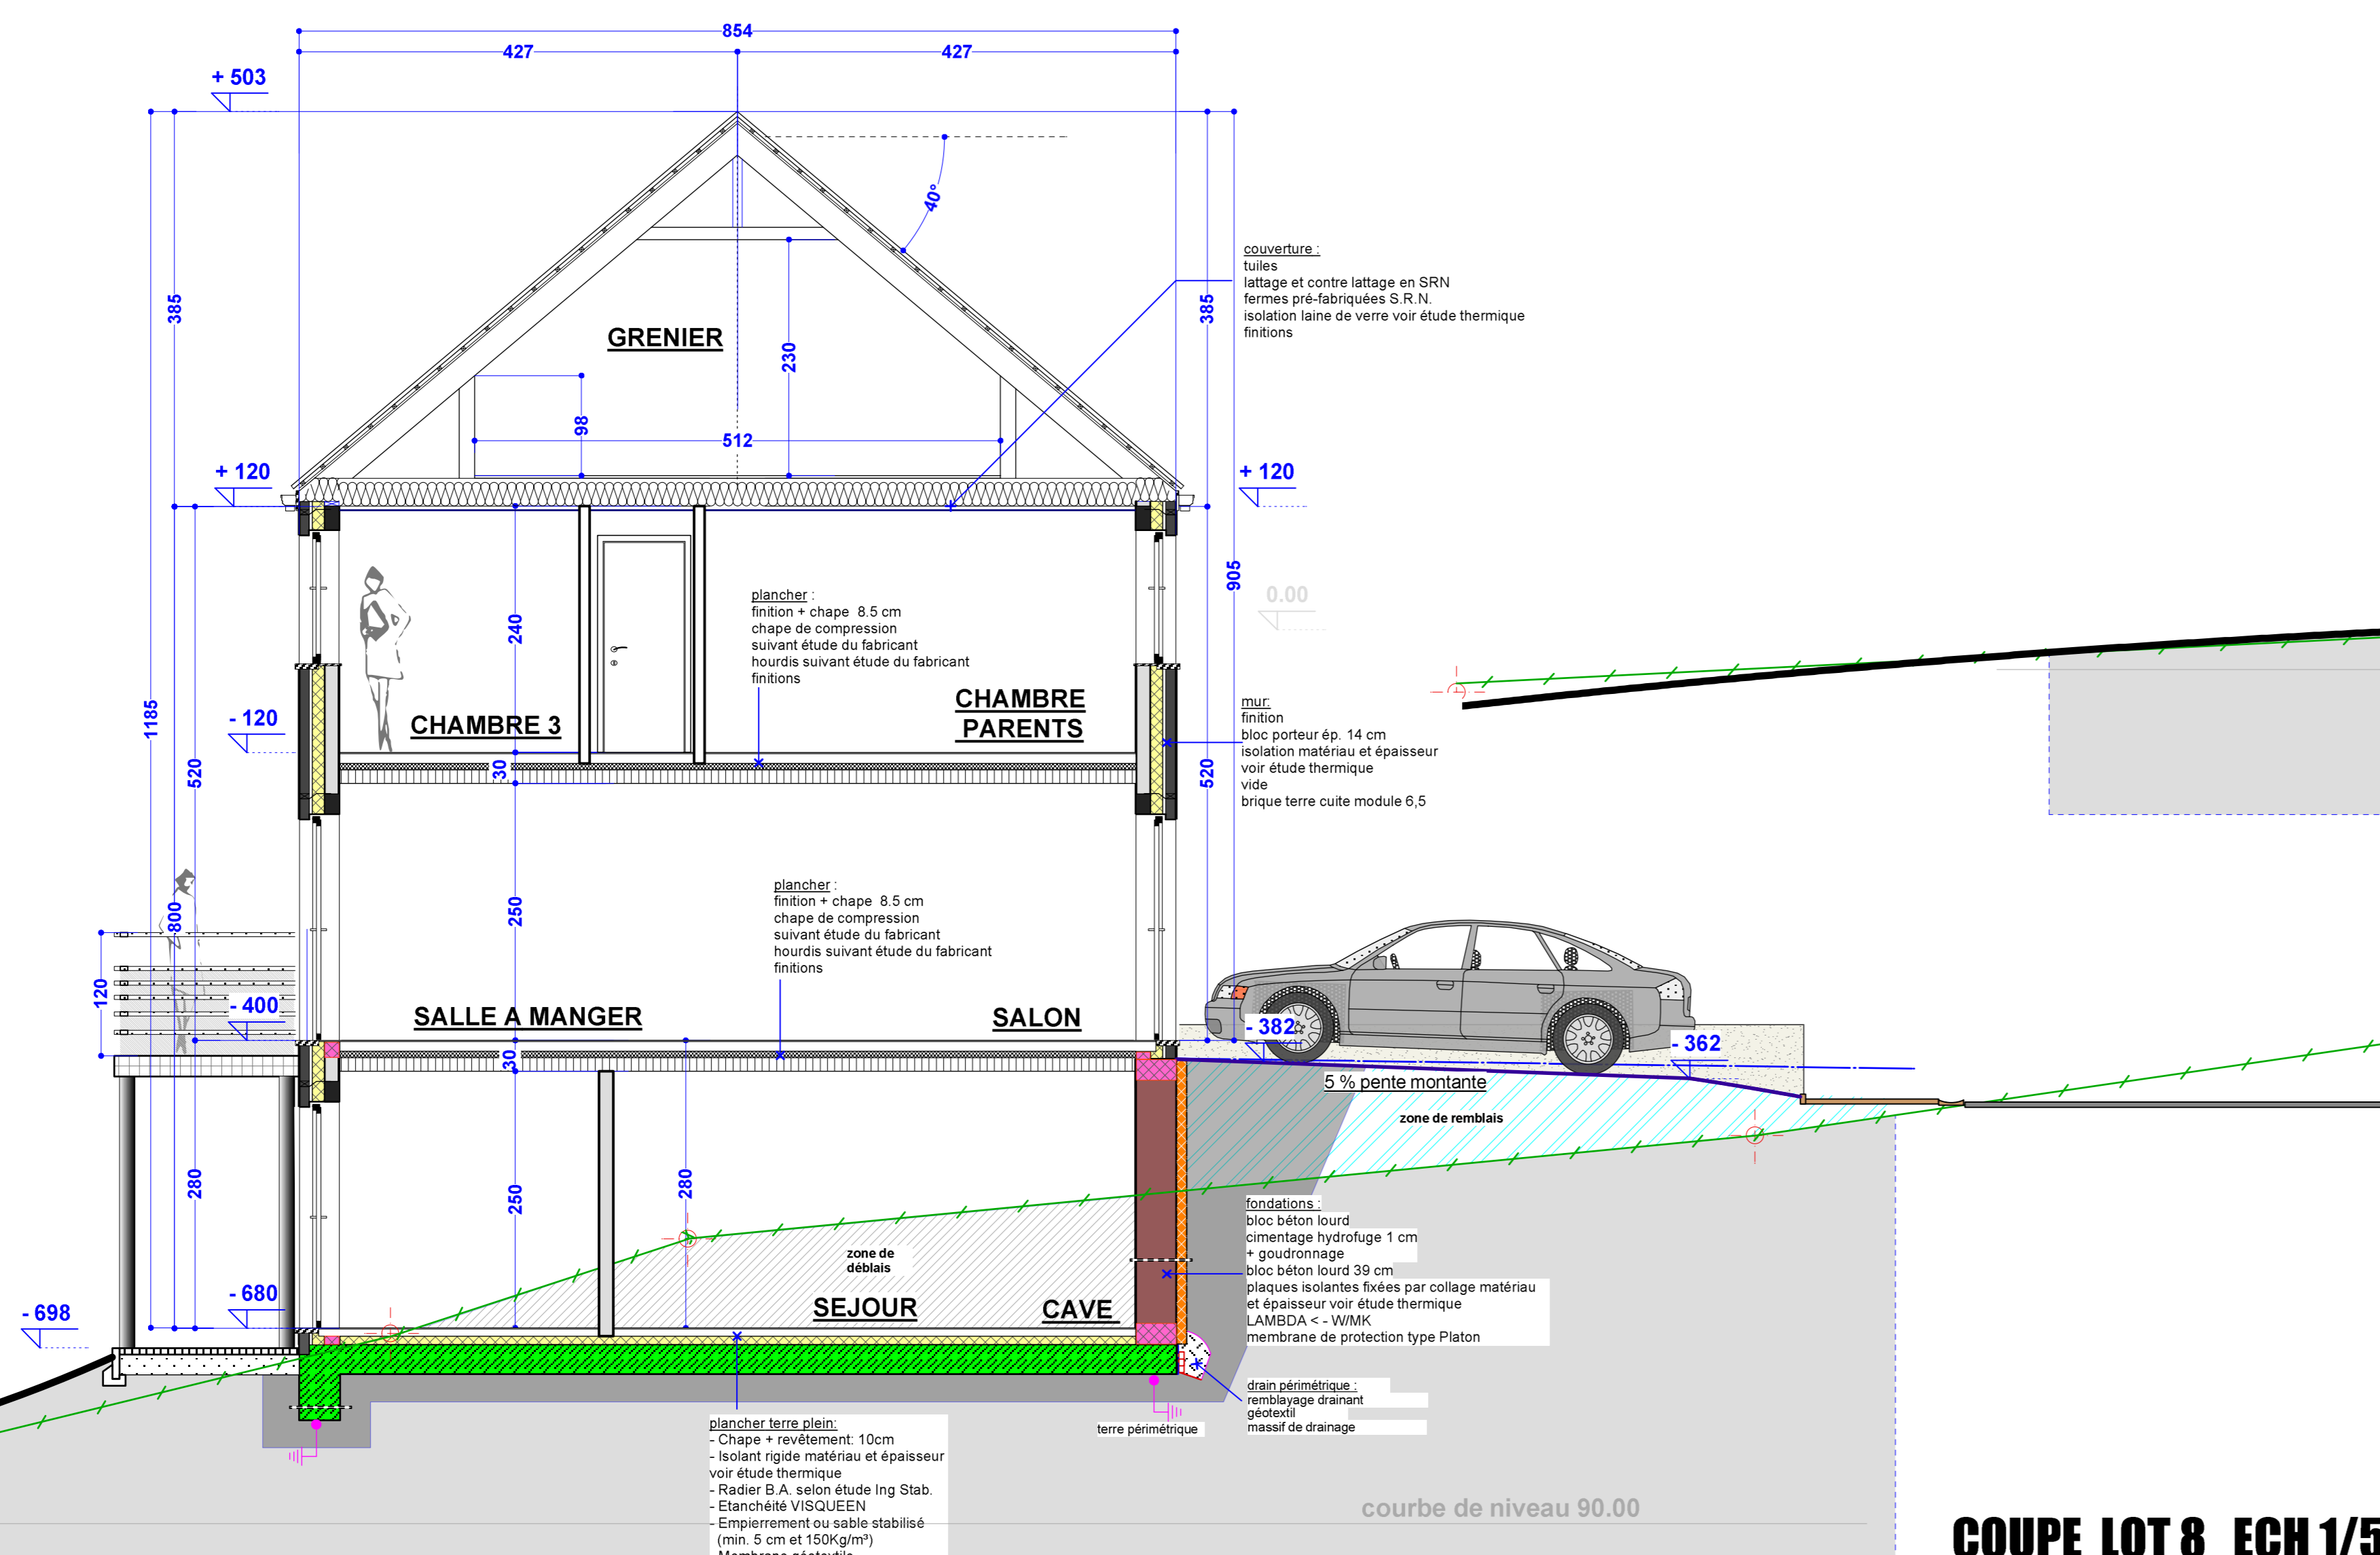 854
427
427
+ 503
40°
couverture :
tuiles
lattage et contre lattage en SRN
fermes pré-fabriquées S.R.N.
isolation laine de verre voir étude thermique
finitions
385
385
GRENIER
230
98
512
+ 120
+ 120
905
0.00
plancher :
finition + chape 8.5 cm
chape de compression
suivant étude du fabricant
hourdis suivant étude du fabricant
finitions
240
CHAMBRE 3
CHAMBRE
PARENTS
mur:
finition
bloc porteur ép. 14 cm
isolation matériau et épaisseur
voir étude thermique
vide
brique terre cuite module 6,5
1185
- 120
520
30
520
plancher :
finition + chape 8.5 cm
chape de compression
suivant étude du fabricant
hourdis suivant étude du fabricant
finitions
800
250
120
- 400
SALLE A MANGER
SALON
- 382
- 362
30
5 % pente montante
zone de remblais
280
250
280
fondations :
bloc béton lourd
cimentage hydrofuge 1 cm
+ goudronnage
bloc béton lourd 39 cm
plaques isolantes fixées par collage matériau
et épaisseur voir étude thermique
LAMBDA < - W/MK
membrane de protection type Platon
zone de
déblais
- 680
- 698
SEJOUR
CAVE
drain périmétrique :
remblayage drainant
géotextil
massif de drainage
terre périmétrique
plancher terre plein:
- Chape + revêtement: 10cm
- Isolant rigide matériau et épaisseur
voir étude thermique
- Radier B.A. selon étude Ing Stab.
- Etanchéité VISQUEEN
- Empierrement ou sable stabilisé
(min. 5 cm et 150Kg/m³)
- Membrane géotextile
courbe de niveau 90.00
COUPE LOT 8 ECH 1/5